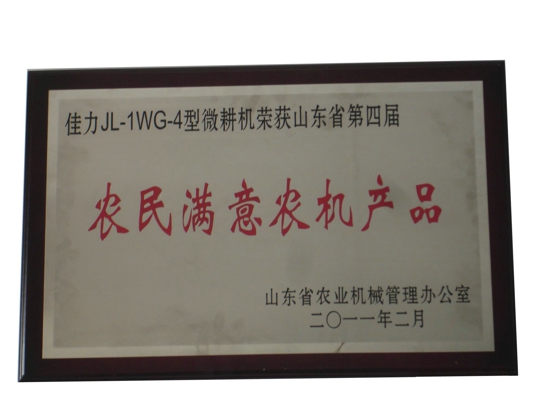 佳力JL-1WG-4型微耕机荣获山东省第四届
农民满意农机产品
山东省农业机械管理办公室
二〇一一年二月